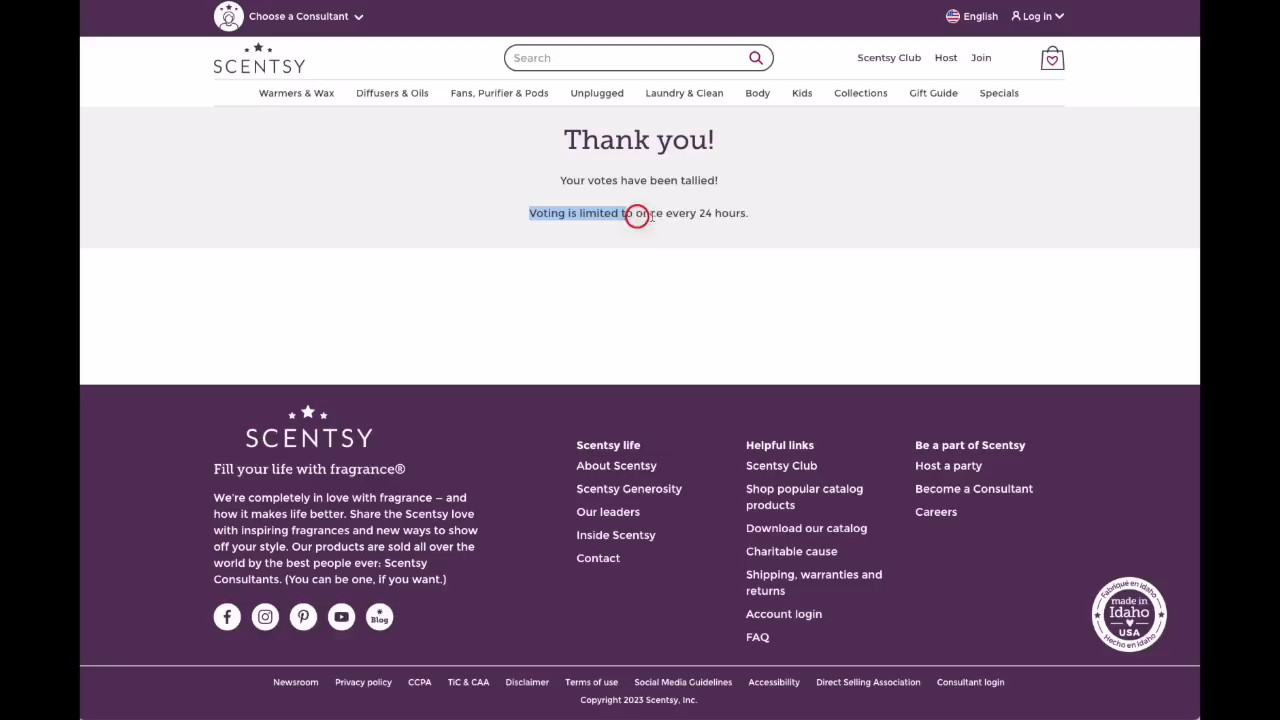 Choose a Consultant
English
Log in
SCENTSY
Search
Scentsy Club
Host
Join
Warmers & Wax
Diffusers & Oils
Fans, Purifier & Pods
Unplugged
Laundry & Clean
Body
Kids
Collections
Gift Guide
Specials
Thank you!
Your votes have been tallied!
Voting is limited to once every 24 hours.
SCENTSY
Fill your life with fragrance®
We're completely in love with fragrance — and
how it makes life better. Share the Scentsy love
with inspiring fragrances and new ways to show
off your style. Our products are sold all over the
world by the best people ever: Scentsy
Consultants. (You can be one, if you want.)
Blog
Scentsy life
About Scentsy
Scentsy Generosity
Our leaders
Inside Scentsy
Contact
Helpful links
Scentsy Club
Shop popular catalog
products
Download our catalog
Charitable cause
Shipping, warranties and
returns
Account login
FAQ
Be a part of Scentsy
Host a party
Become a Consultant
Careers
Fabriqué en Idaho
made in
Idaho
USA
Hecho en Idaho
Newsroom
Privacy policy
CCPA
TiC & CAA
Disclaimer
Terms of use
Social Media Guidelines
Accessibility
Direct Selling Association
Consultant login
Copyright 2023 Scentsy, Inc.